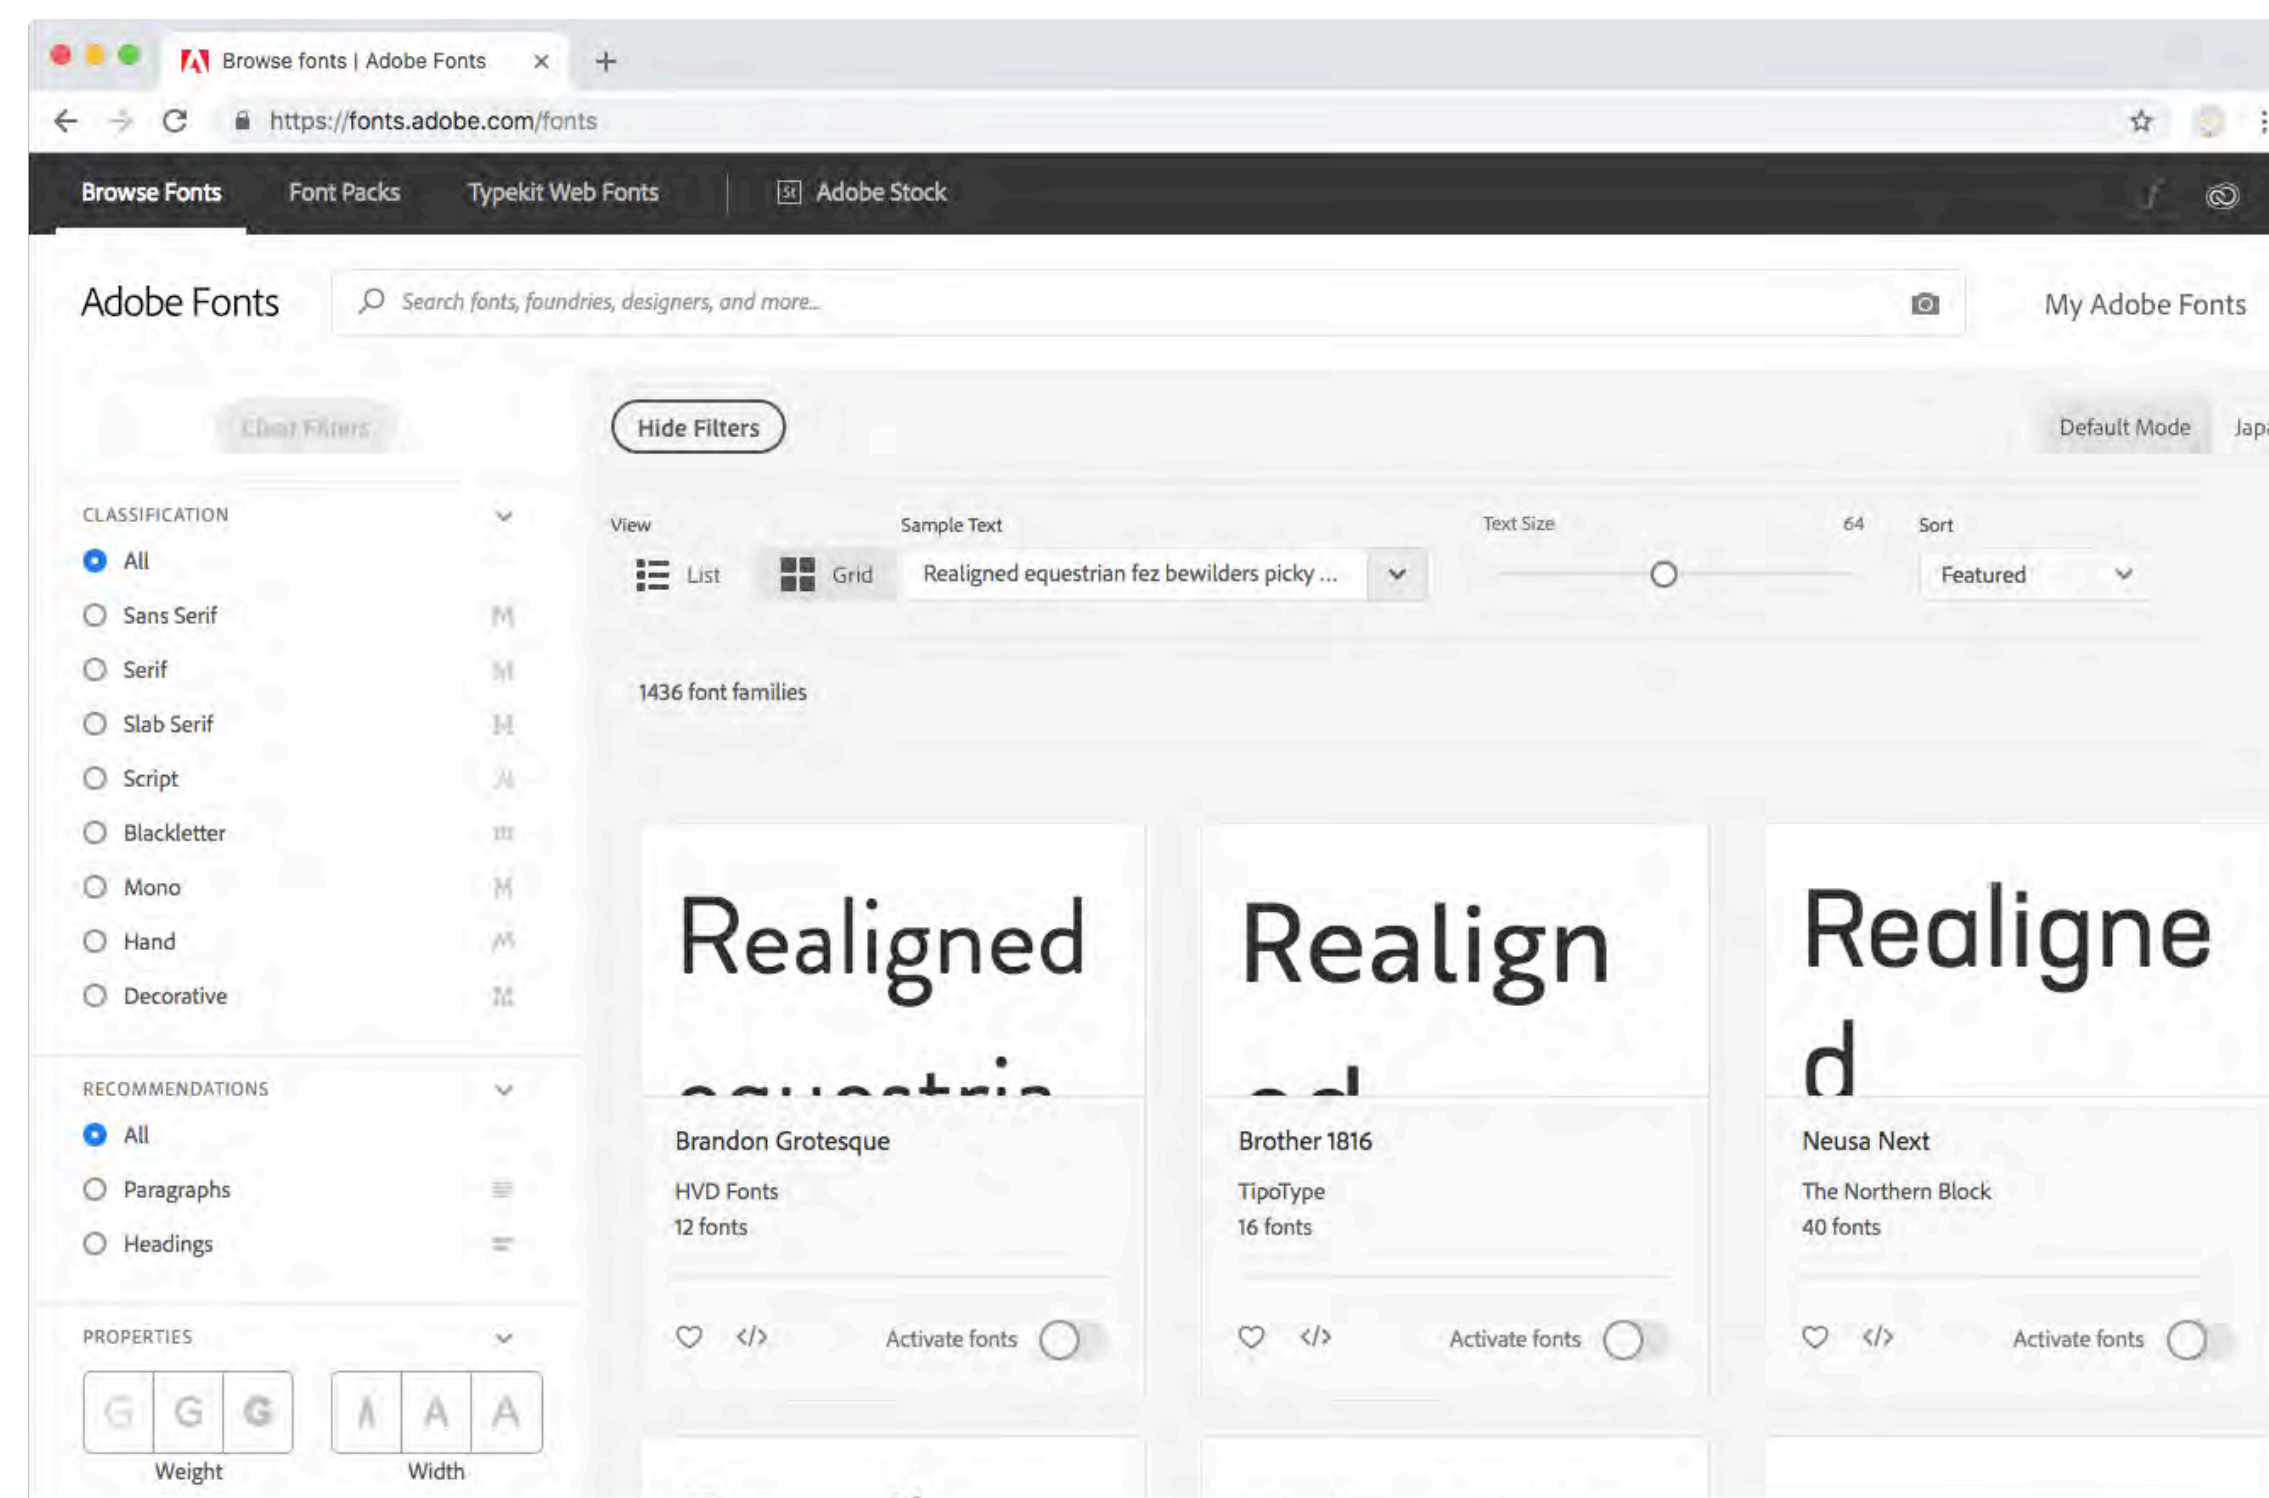 Browse fonts | Adobe Fonts
https://fonts.adobe.com/fonts
Browse Fonts Font Packs Typekit Web Fonts St Adobe Stock
Adobe Fonts Search fonts, foundries, designers, and more... My Adobe Fonts
Clear Filters Hide Filters Default Mode
CLASSIFICATION
All
Sans Serif M
Serif M
Slab Serif M
Script M
Blackletter m
Mono M
Hand M
Decorative M
RECOMMENDATIONS
All
Paragraphs
Headings
PROPERTIES
G G G A A A
Weight Width
View Sample Text Text Size 64 Sort
List Grid Realigned equestrian fez bewilders picky ... Featured
1436 font families
Realigned
equestria
Brandon Grotesque
HVD Fonts
12 fonts
</> Activate fonts
Realign
ed
Brother 1816
TipoType
16 fonts
</> Activate fonts
Realigne
d
Neusa Next
The Northern Block
40 fonts
</> Activate fonts